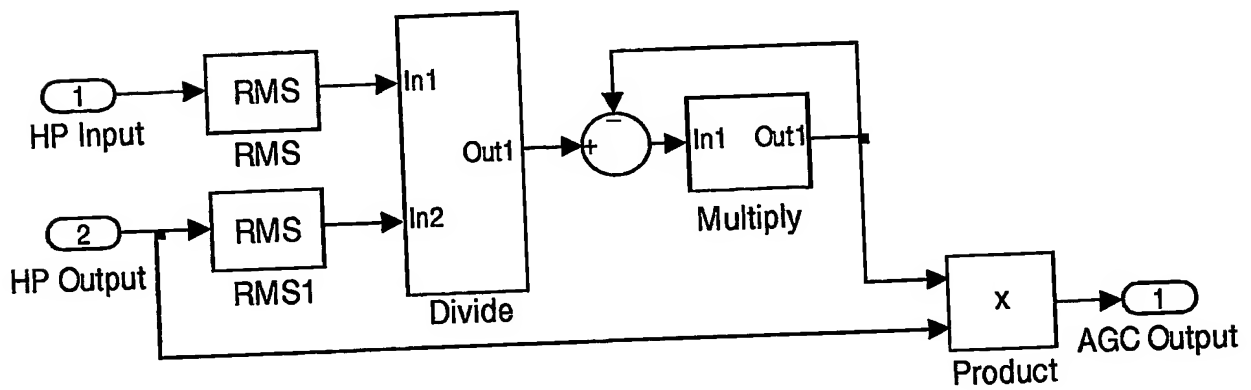 1
HP Input
RMS
RMS
In1
2
HP Output
RMS
RMS1
In2
Out1
Divide
+
−
In1 Out1
Multiply
x
Product
1
AGC Output